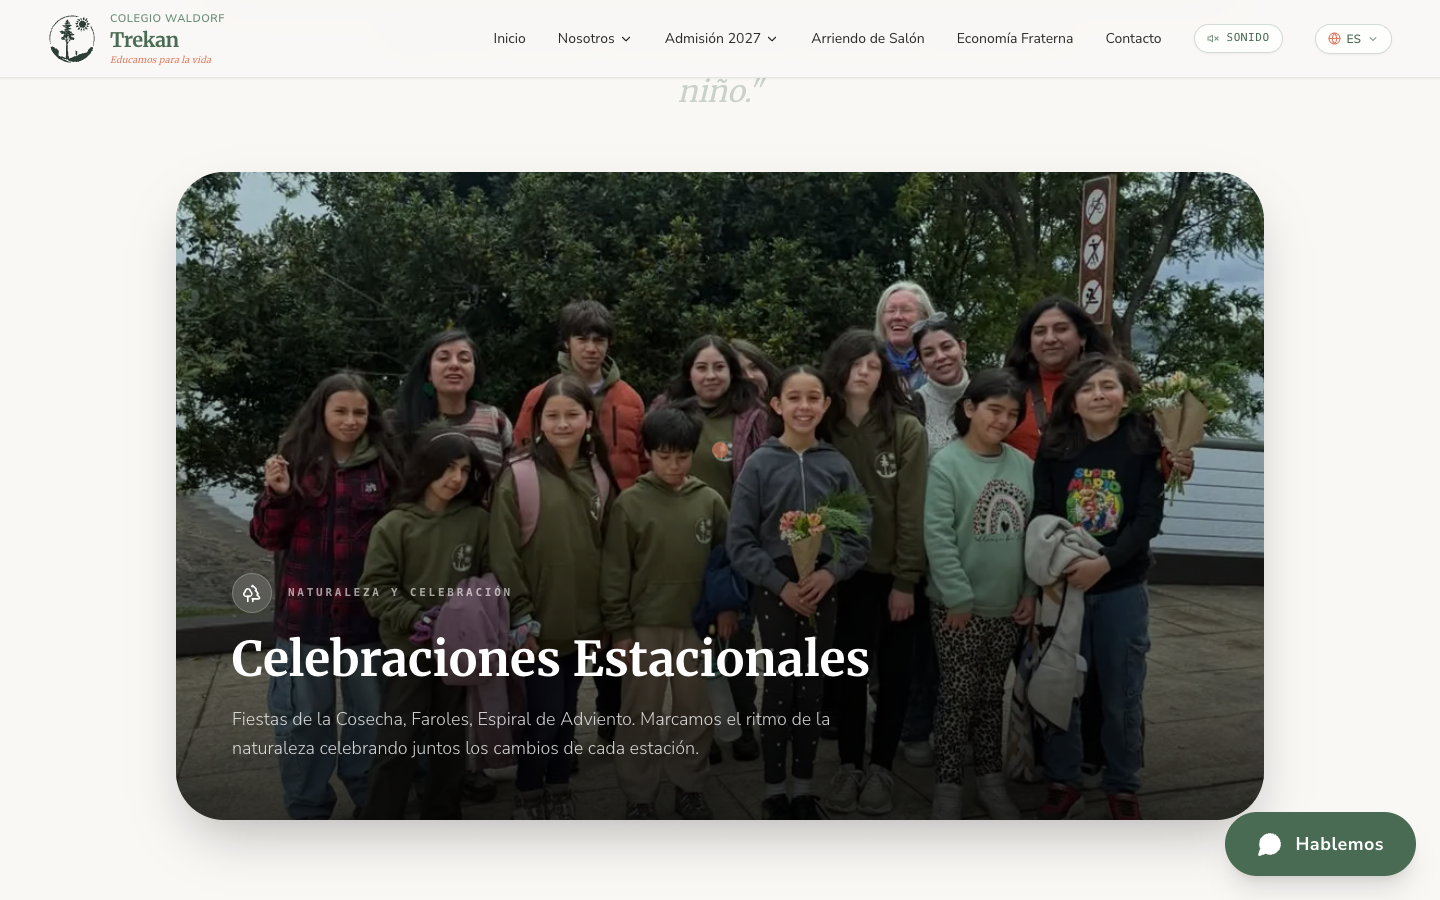 COLEGIO WALDORF
Trekan
Educamos para la vida
Inicio
Nosotros
Admisión 2027
Arriendo de Salón
Economía Fraterna
Contacto
SONIDO
ES
niño."
SUPER
MARIO
NATURALEZA Y CELEBRACIÓN
Celebraciones Estacionales
Fiestas de la Cosecha, Faroles, Espiral de Adviento. Marcamos el ritmo de la
naturaleza celebrando juntos los cambios de cada estación.
Hablemos